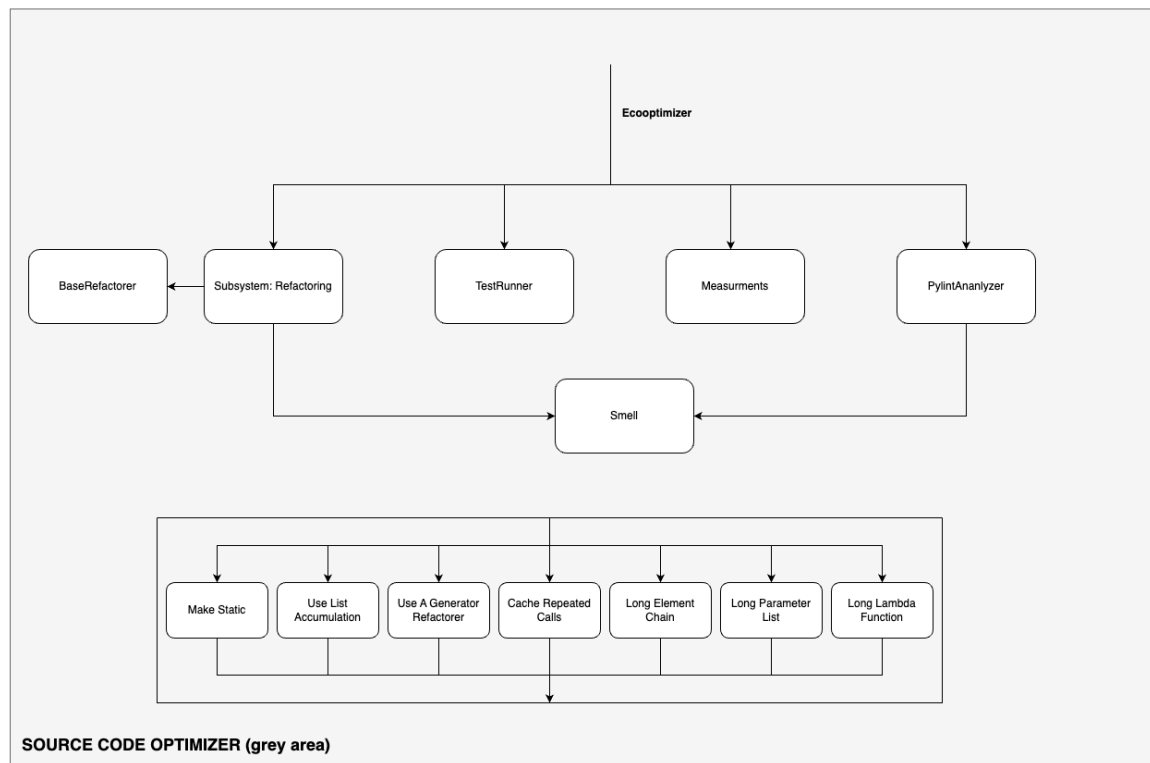 Ecooptimizer
BaseRefactorer
Subsystem: Refactoring
TestRunner
Measurments
PylintAnanlyzer
Smell
Make Static
Use List
Accumulation
Use A Generator
Refactorer
Cache Repeated
Calls
Long Element
Chain
Long Parameter
List
Long Lambda
Function
SOURCE CODE OPTIMIZER (grey area)